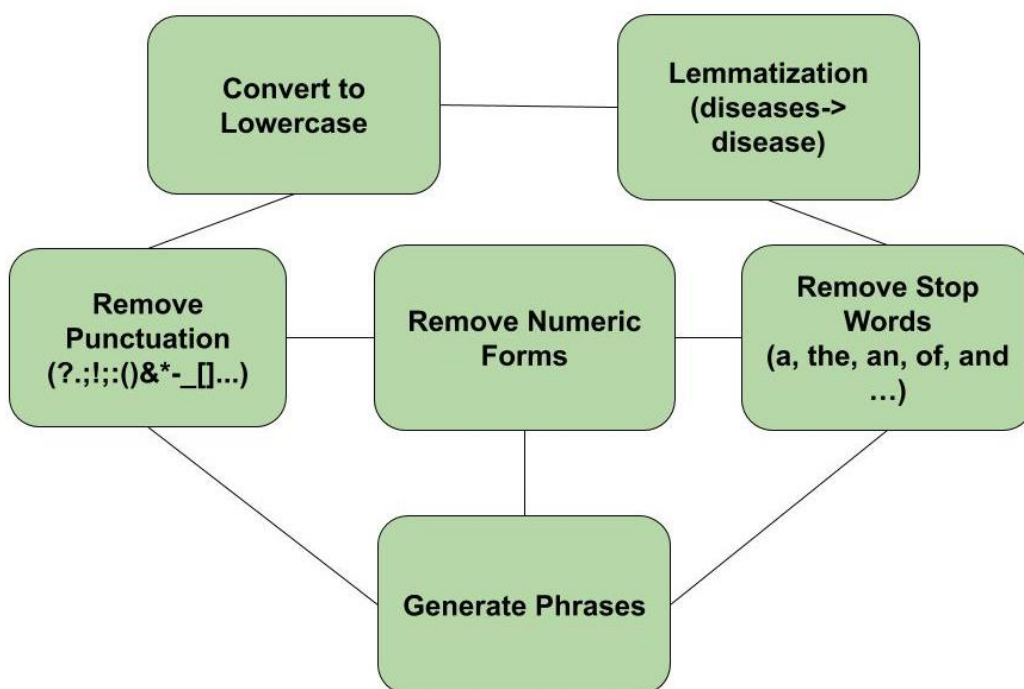 Convert to
Lowercase
Lemmatization
(diseases->
disease)
Remove
Punctuation
(?.;!;:()&*-_[]...)
Remove Numeric
Forms
Remove Stop
Words
(a, the, an, of, and
…)
Generate Phrases